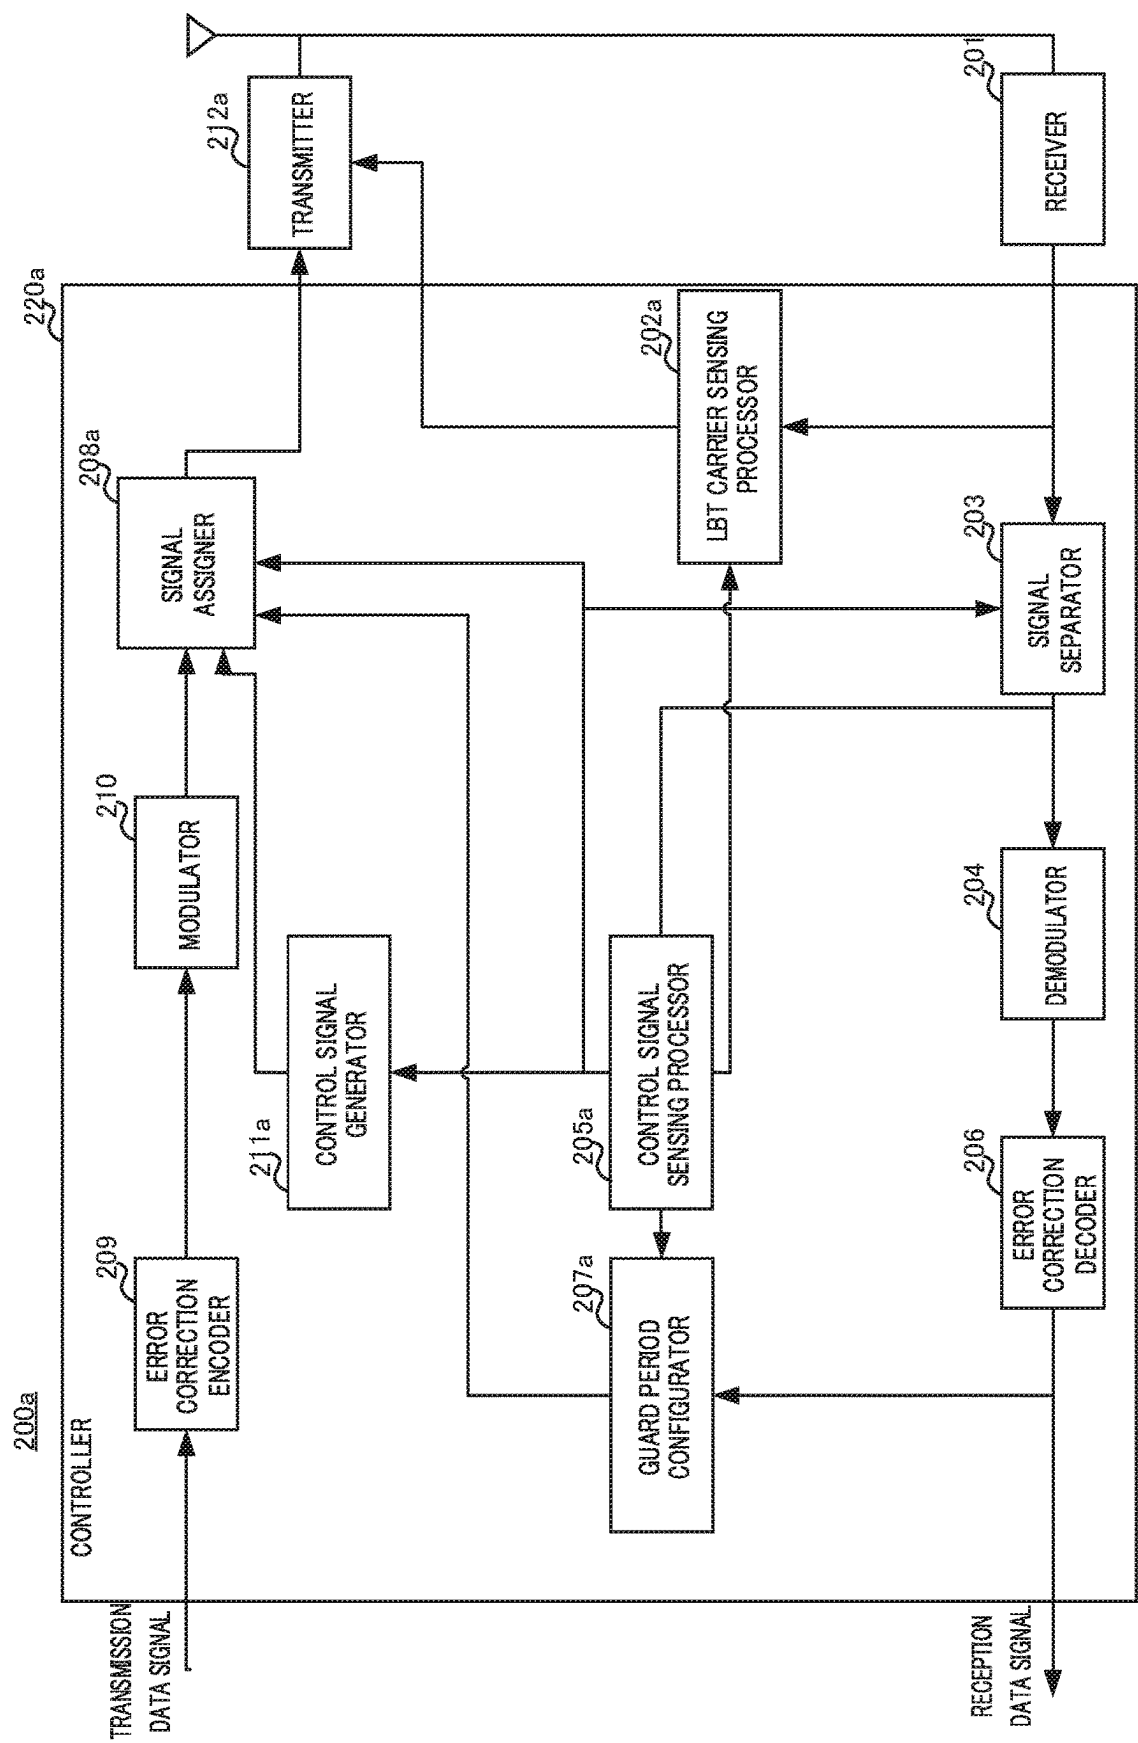 200a
CONTROLLER
220a
TRANSMISSION
DATA SIGNAL
209
ERROR
CORRECTION
ENCODER
210
MODULATOR
208a
SIGNAL
ASSIGNER
212a
TRANSMITTER
211a
CONTROL SIGNAL
GENERATOR
207a
GUARD PERIOD
CONFIGURATOR
205a
CONTROL SIGNAL
SENSING PROCESSOR
202a
LBT CARRIER SENSING
PROCESSOR
RECEPTION
DATA SIGNAL
206
ERROR
CORRECTION
DECODER
204
DEMODULATOR
203
SIGNAL
SEPARATOR
201
RECEIVER